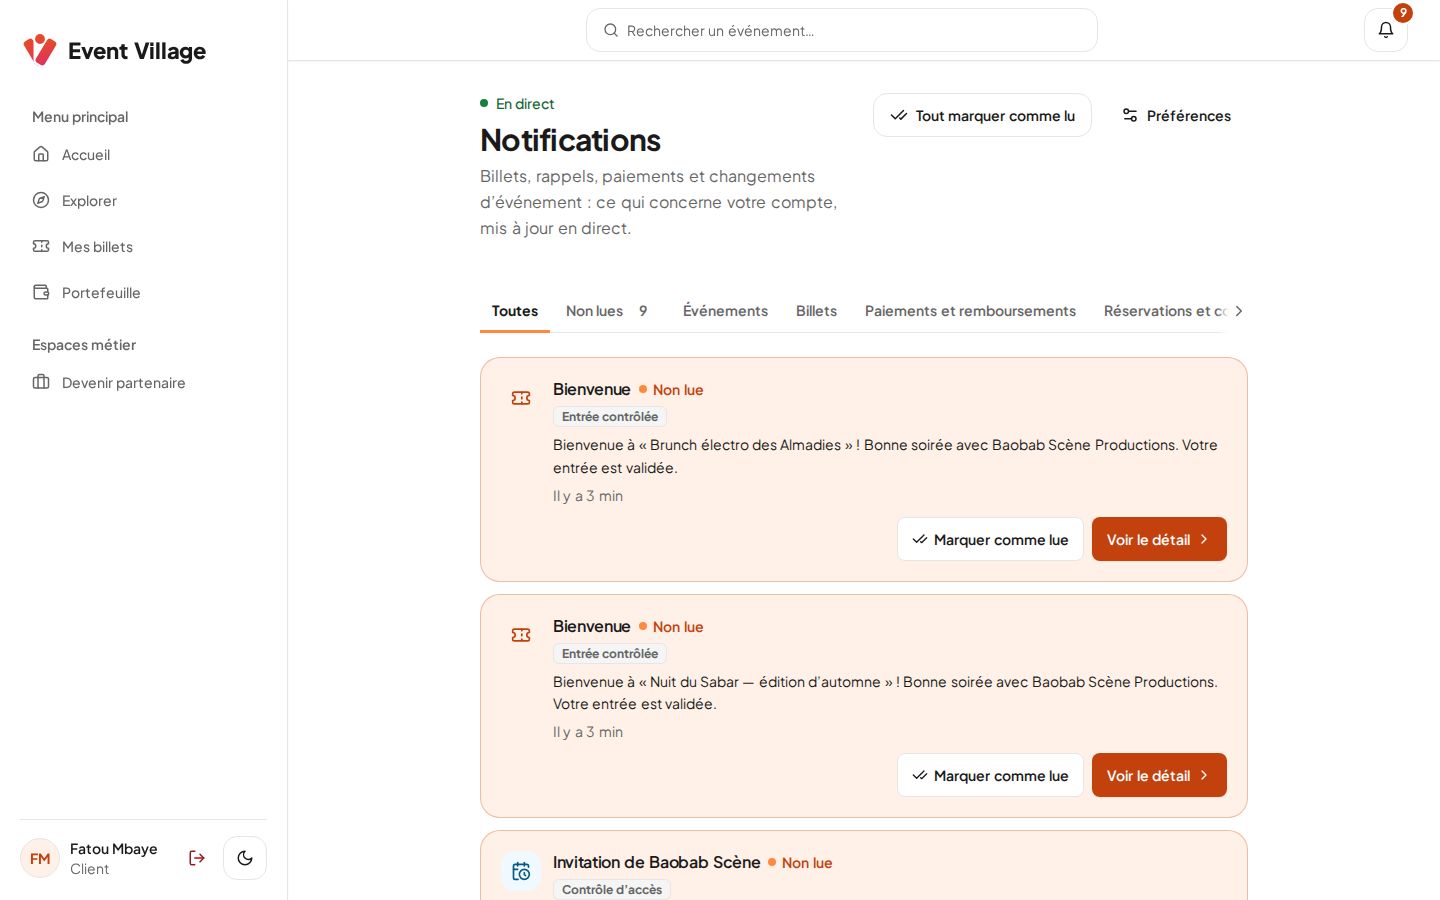 Event Village
Menu principal
Accueil
Explorer
Mes billets
Portefeuille
Espaces métier
Devenir partenaire
FM
Fatou Mbaye
Client
Rechercher un événement…
9
En direct
Notifications
Billets, rappels, paiements et changements
d’événement : ce qui concerne votre compte,
mis à jour en direct.
Tout marquer comme lu
Préférences
Toutes
Non lues 9
Événements
Billets
Paiements et remboursements
Réservations et
Bienvenue
Non lue
Entrée contrôlée
Bienvenue à « Brunch électro des Almadies » ! Bonne soirée avec Baobab Scène Productions. Votre
entrée est validée.
Il y a 3 min
Marquer comme lue
Voir le détail
Bienvenue
Non lue
Entrée contrôlée
Bienvenue à « Nuit du Sabar — édition d’automne » ! Bonne soirée avec Baobab Scène Productions.
Votre entrée est validée.
Il y a 3 min
Marquer comme lue
Voir le détail
Invitation de Baobab Scène
Non lue
Contrôle d’accès